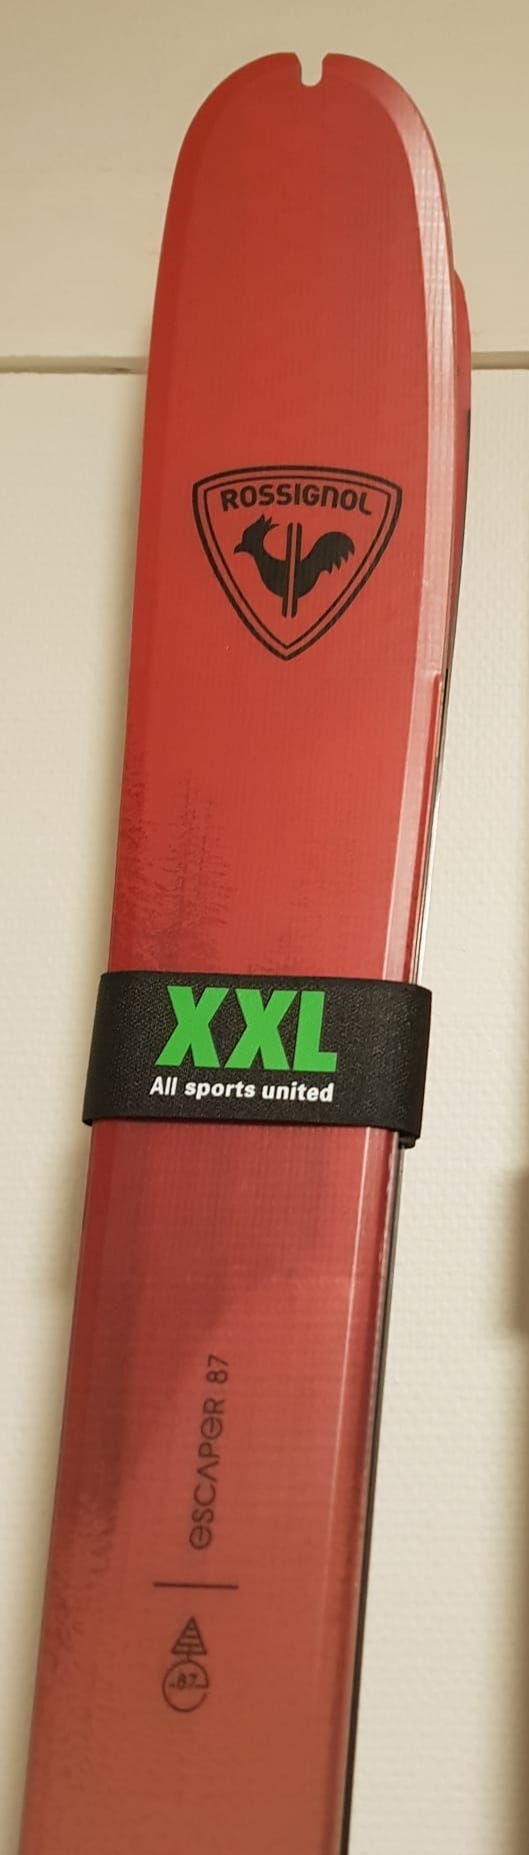 ROSSIGNOL
XXL
All sports united
ESCAPER 87
87